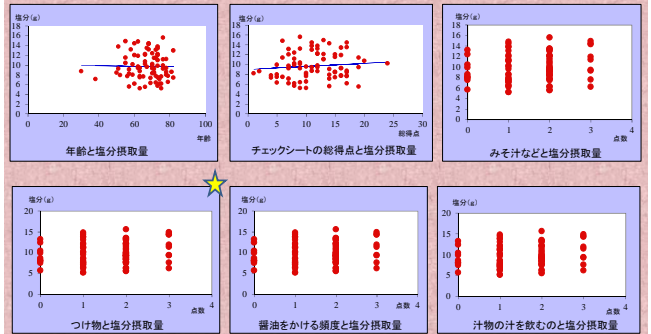 塩分(g)
18
16
14
12
10
8
6
4
2
0
0 20 40 60 80 100
年齢
年齢と塩分摂取量
塩分(g)
18
16
14
12
10
8
6
4
2
0
0 5 10 15 20 25 30
総得点
チェックシートの総得点と塩分摂取量
塩分(g)
18
16
14
12
10
8
6
4
2
0
0 1 2 3 4
点数
みそ汁などと塩分摂取量
塩分(g)
20
15
10
5
0
0 1 2 3 4
点数
つけ物と塩分摂取量
塩分(g)
20
15
10
5
0
0 1 2 3 4
点数
醤油をかける頻度と塩分摂取量
塩分(g)
20
15
10
5
0
0 1 2 3 4
点数
汁物の汁を飲むのと塩分摂取量